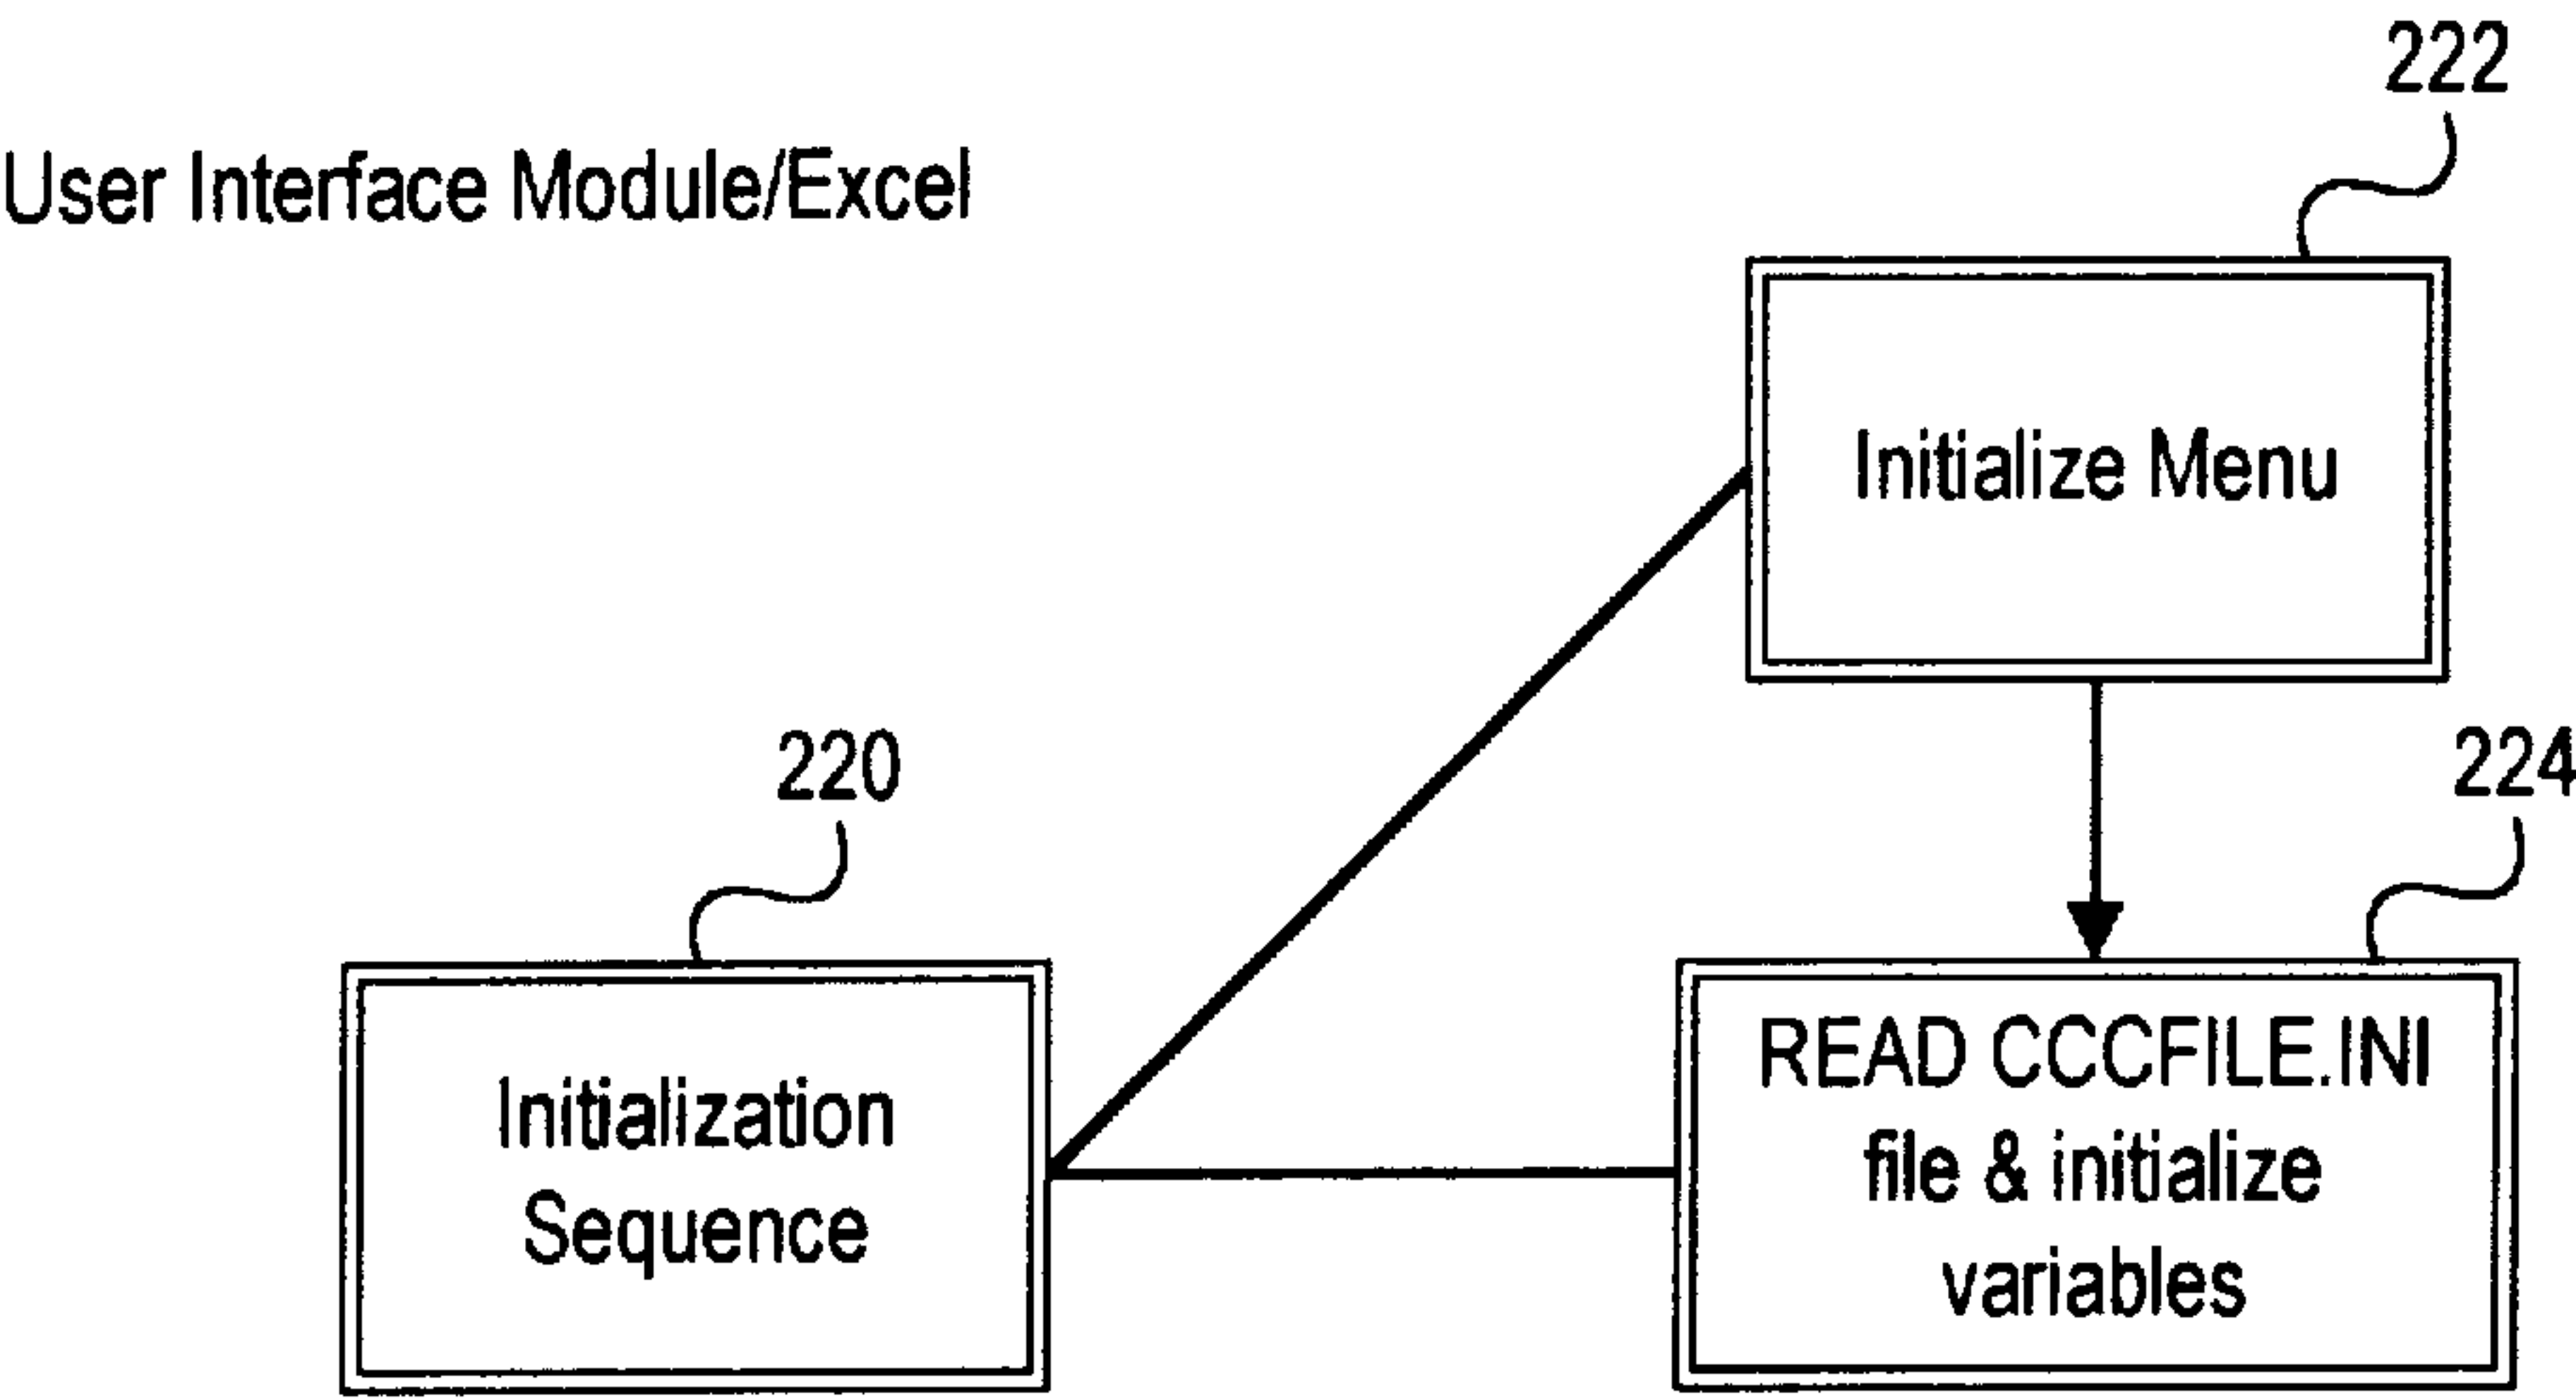 222
User Interface Module/Excel
Initialize Menu
220
224
Initialization
Sequence
READ CCCFILE.INI
file & initialize
variables